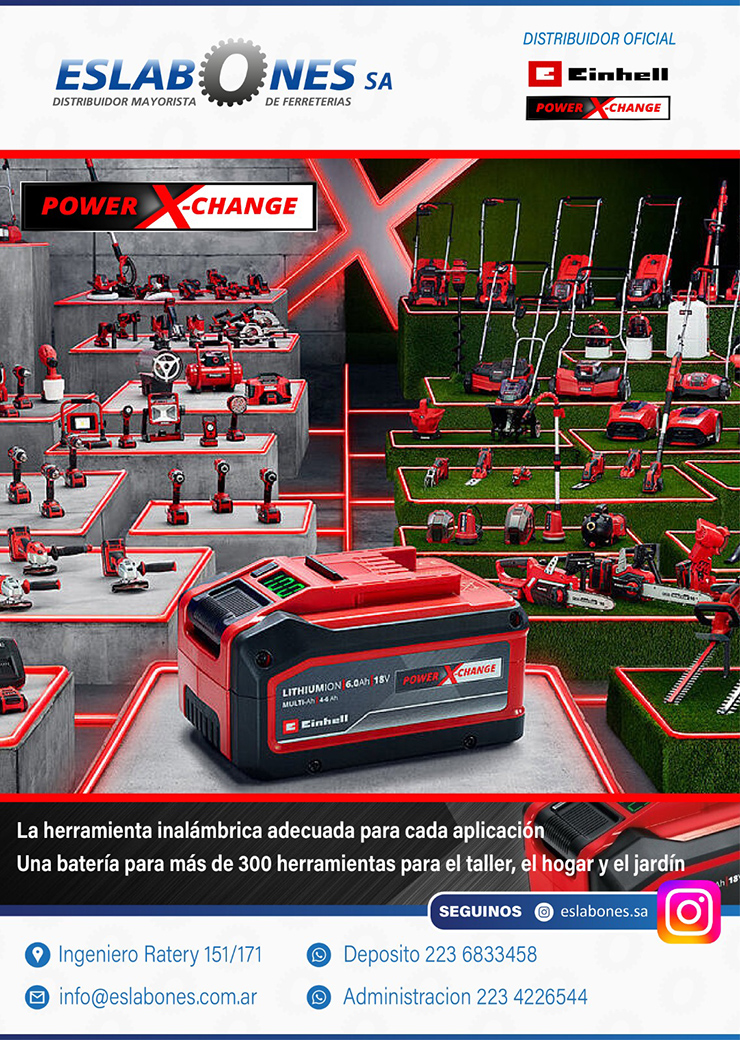 ESLABONES SA
DISTRIBUIDOR MAYORISTA DE FERRETERIAS
DISTRIBUIDOR OFICIAL
Einhell
POWER X-CHANGE
POWER X-CHANGE
LITHIUMION 6.0Ah 18V
MULTI-Ah 4-6 Ah
POWER X-CHANGE
Einhell
La herramienta inalámbrica adecuada para cada aplicación
Una batería para más de 300 herramientas para el taller, el hogar y el jardín
SEGUINOS eslabones.sa
Ingeniero Ratery 151/171
Deposito 223 6833458
info@eslabones.com.ar
Administracion 223 4226544